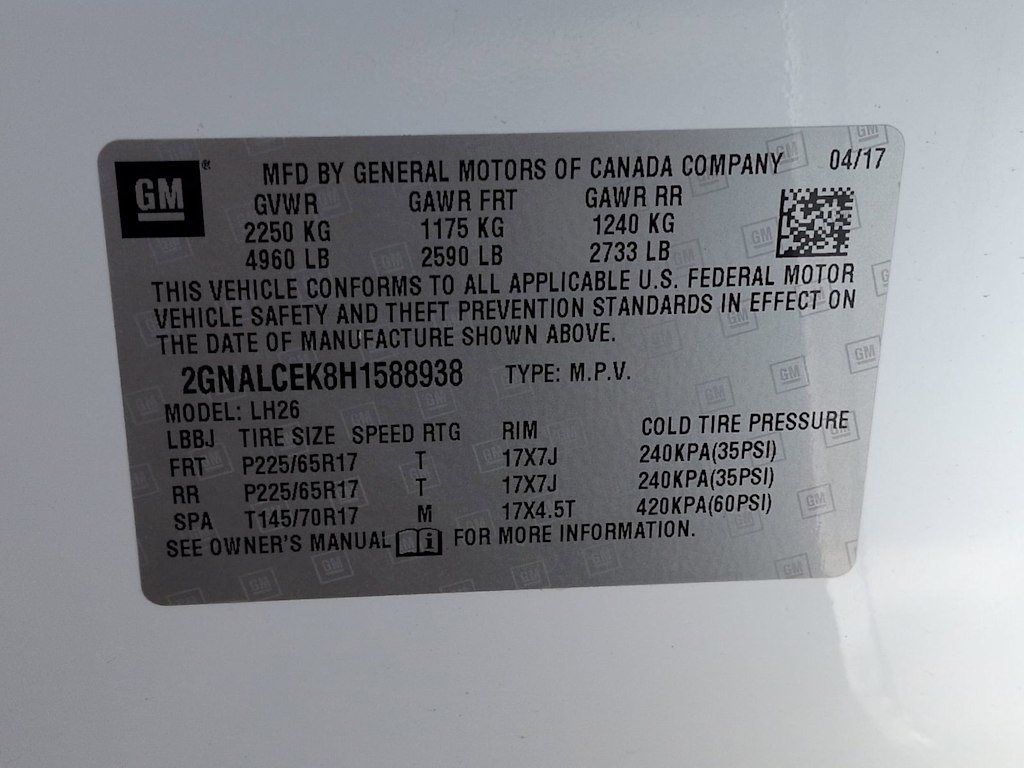 GM ® MFD BY GENERAL MOTORS OF CANADA COMPANY 04/17
GVWR GAWR FRT GAWR RR
2250 KG 1175 KG 1240 KG
4960 LB 2590 LB 2733 LB
THIS VEHICLE CONFORMS TO ALL APPLICABLE U.S. FEDERAL MOTOR
VEHICLE SAFETY AND THEFT PREVENTION STANDARDS IN EFFECT ON
THE DATE OF MANUFACTURE SHOWN ABOVE.
2GNALCEK8H1588938 TYPE: M.P.V.
MODEL: LH26
LBBJ TIRE SIZE SPEED RTG RIM COLD TIRE PRESSURE
FRT P225/65R17 T 17X7J 240KPA(35PSI)
RR P225/65R17 T 17X7J 240KPA(35PSI)
SPA T145/70R17 M 17X4.5T 420KPA(60PSI)
SEE OWNER'S MANUAL i FOR MORE INFORMATION.